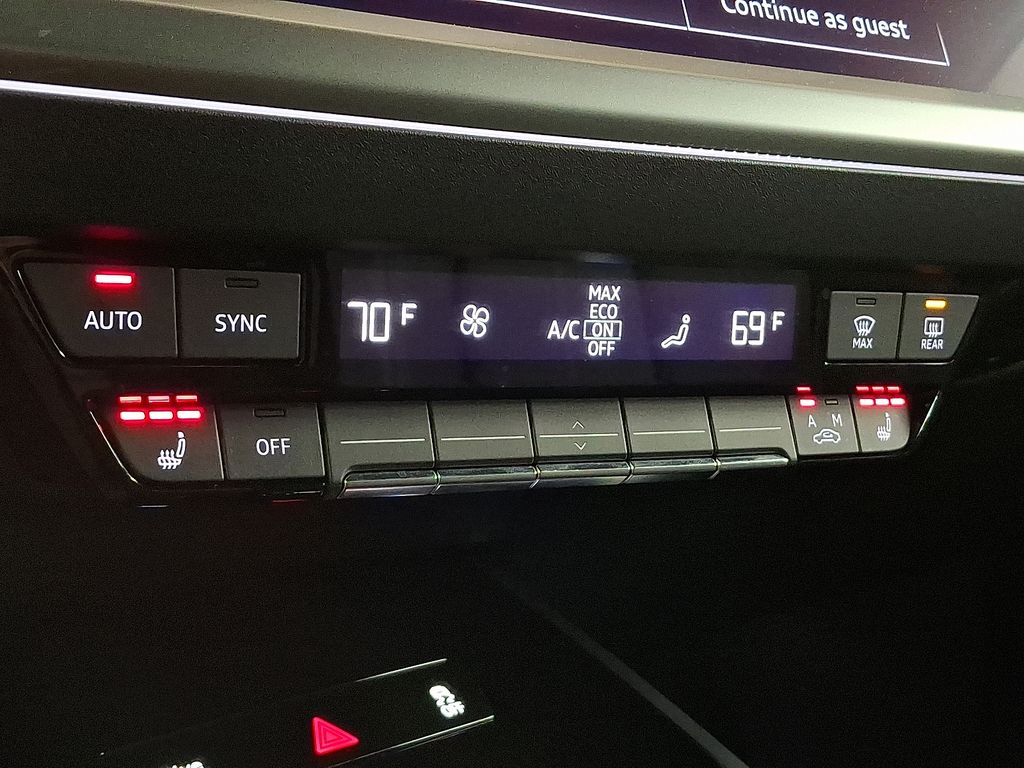 Continue as guest
AUTO
SYNC
70 °F
A/C
MAX
ECO
ON
OFF
69 °F
MAX
REAR
OFF
A M